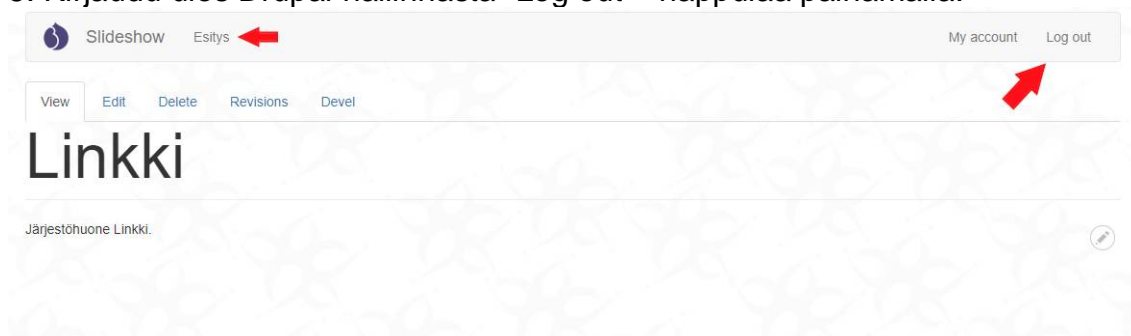 Slideshow Esitys My account Log out
View Edit Delete Revisions Devel
Linkki
Järjestöhuone Linkki.